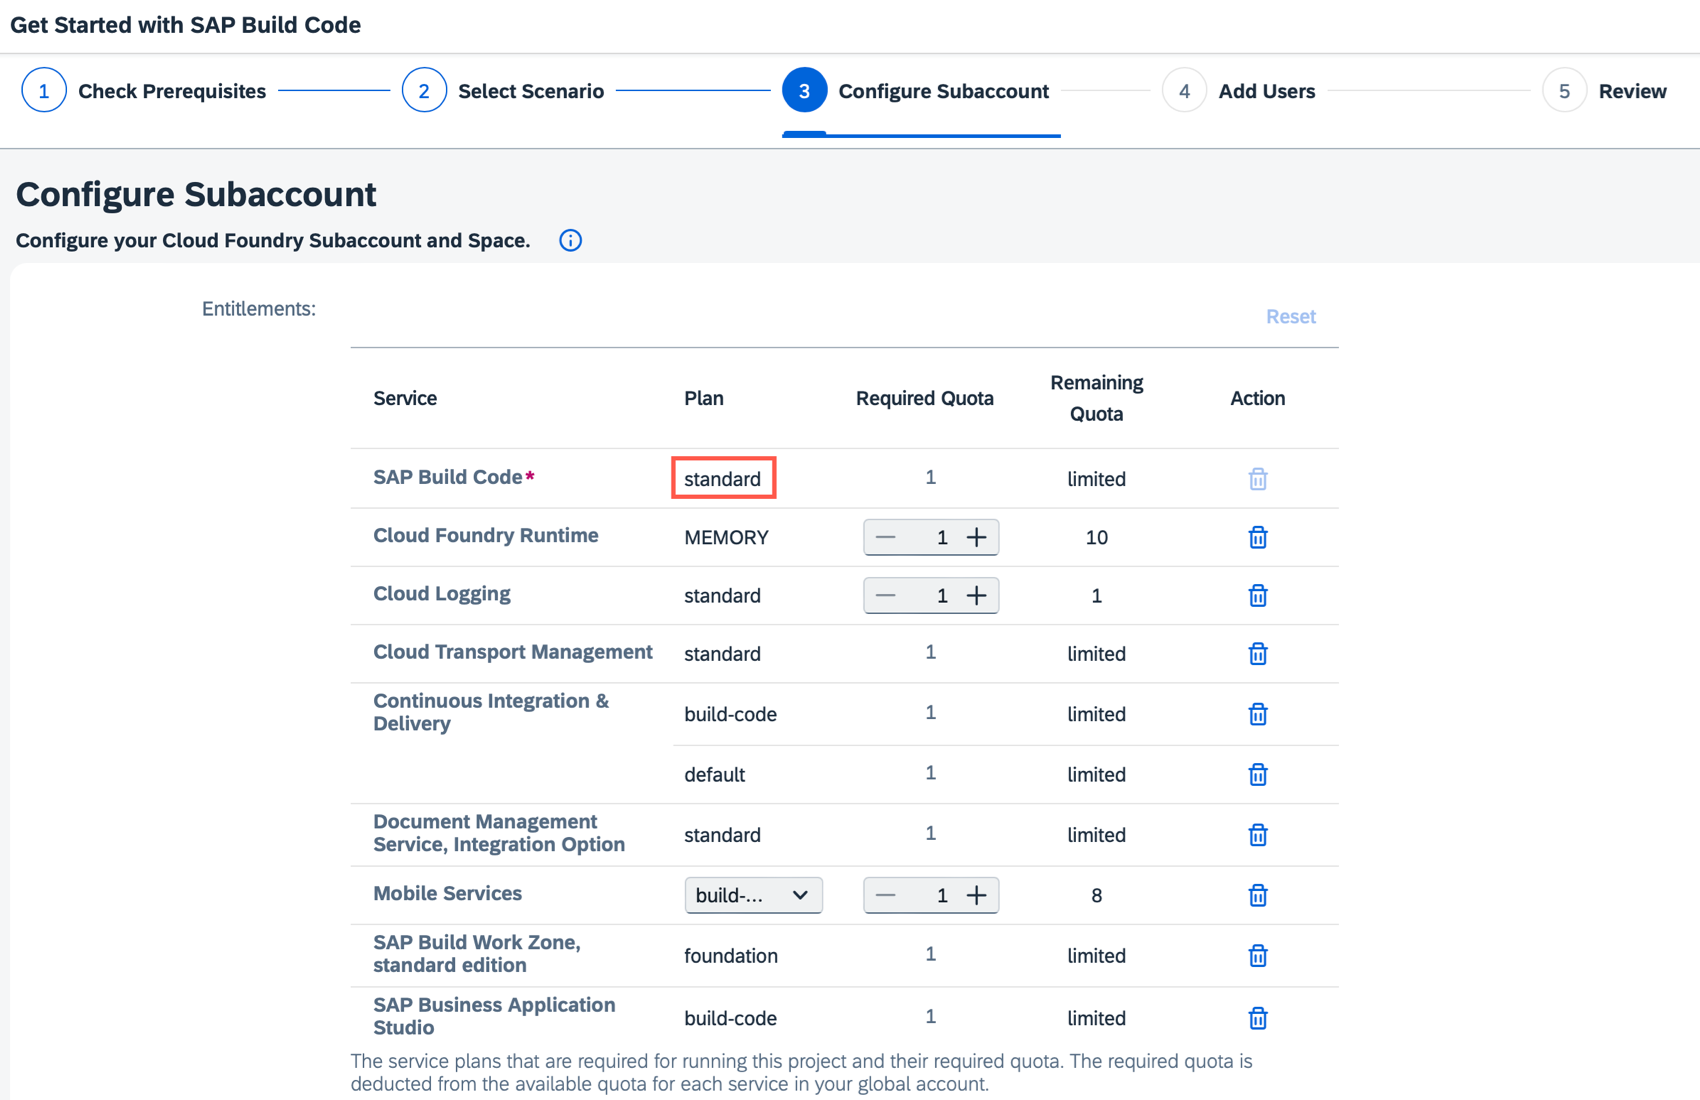 Get Started with SAP Build Code
1 Check Prerequisites 2 Select Scenario 3 Configure Subaccount 4 Add Users 5 Review
Configure Subaccount
Configure your Cloud Foundry Subaccount and Space.
Entitlements:
Reset
Service Plan Required Quota Remaining Quota Action
SAP Build Code* standard 1 limited
Cloud Foundry Runtime MEMORY — 1 + 10
Cloud Logging standard — 1 + 1
Cloud Transport Management standard 1 limited
Continuous Integration &
Delivery build-code 1 limited
default 1 limited
Document Management
Service, Integration Option standard 1 limited
Mobile Services build-... — 1 + 8
SAP Build Work Zone,
standard edition foundation 1 limited
SAP Business Application
Studio build-code 1 limited
The service plans that are required for running this project and their required quota. The required quota is
deducted from the available quota for each service in your global account.